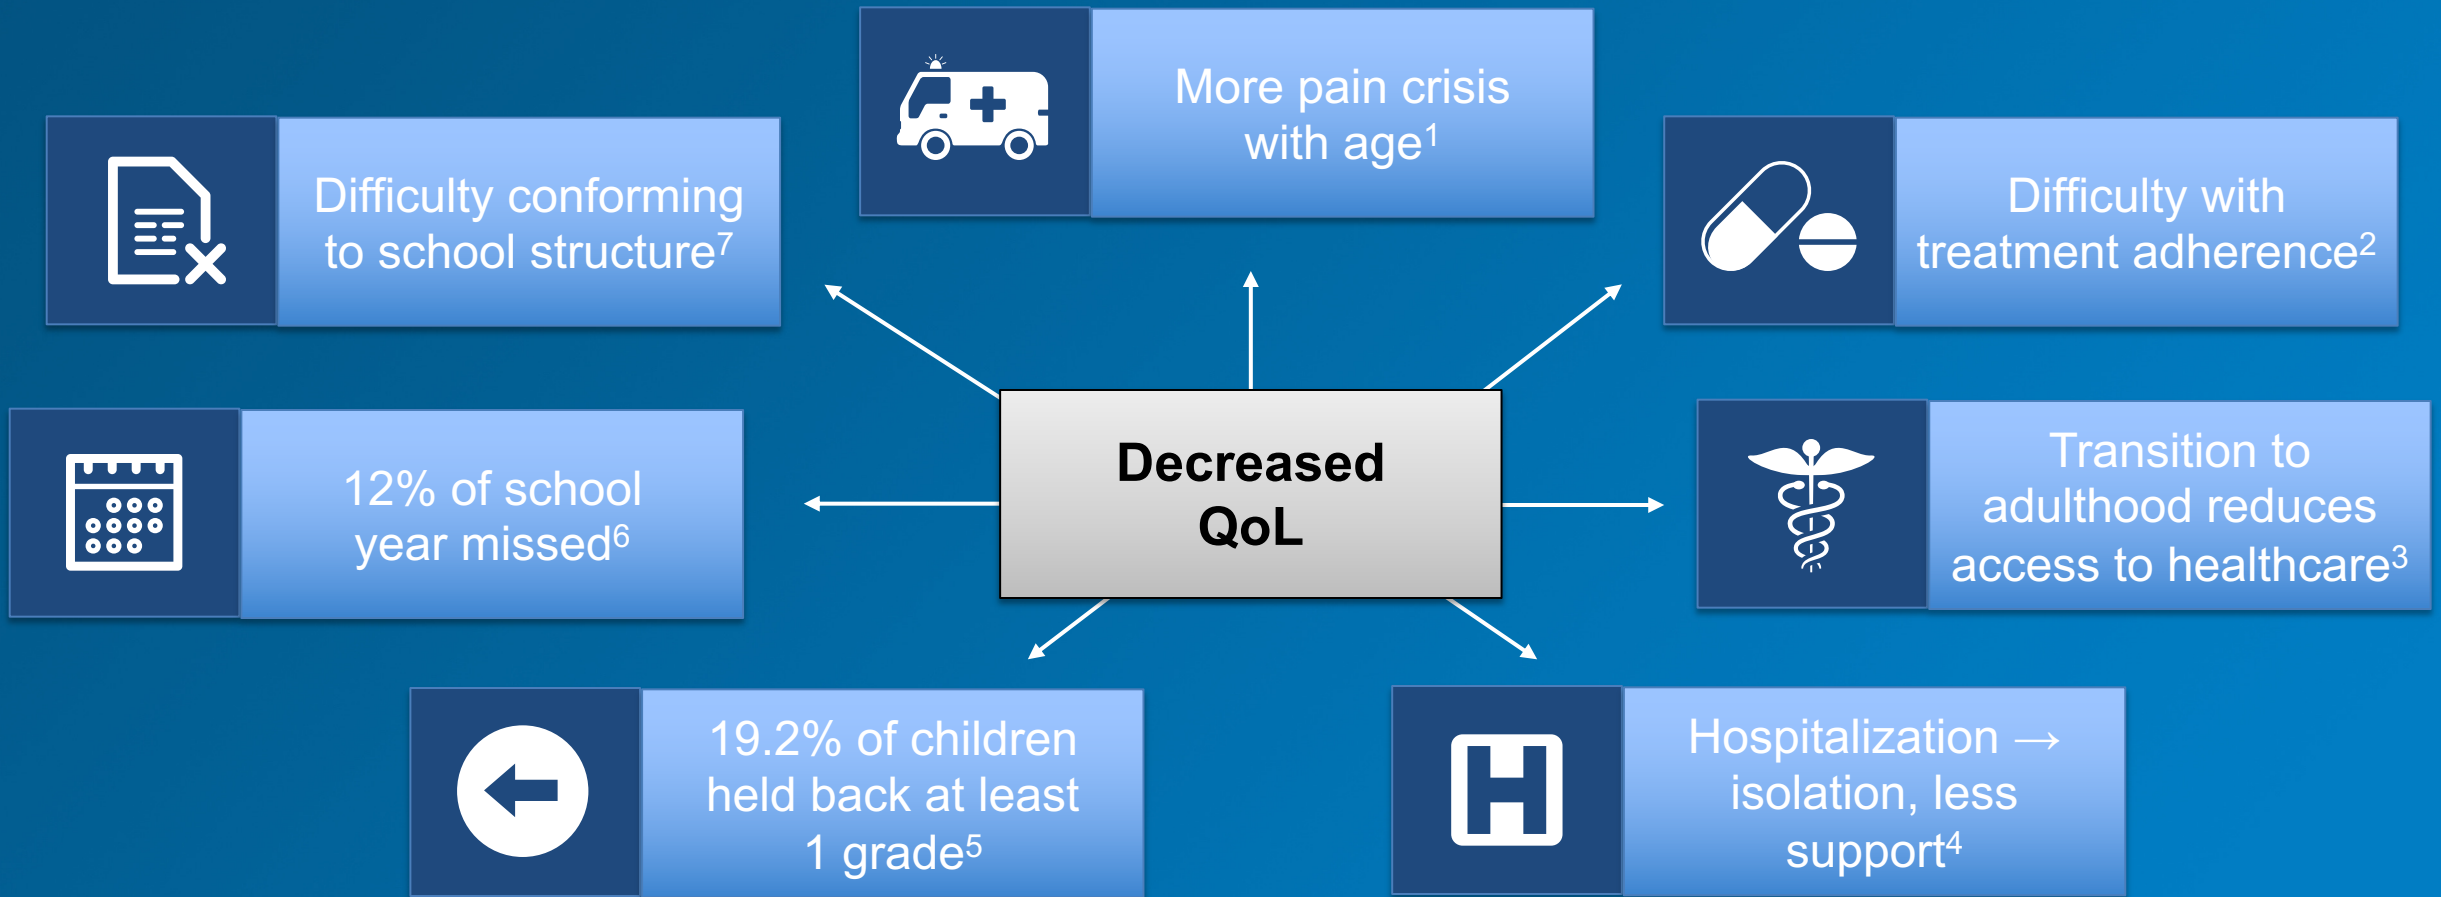 More pain crisis
with age1
Difficulty conforming
to school structure7
Difficulty with
treatment adherence2
12% of school
year missed6
Decreased
QoL
Transition to
adulthood reduces
access to healthcare3
19.2% of children
held back at least
1 grade5
H
Hospitalization →
isolation, less
support4